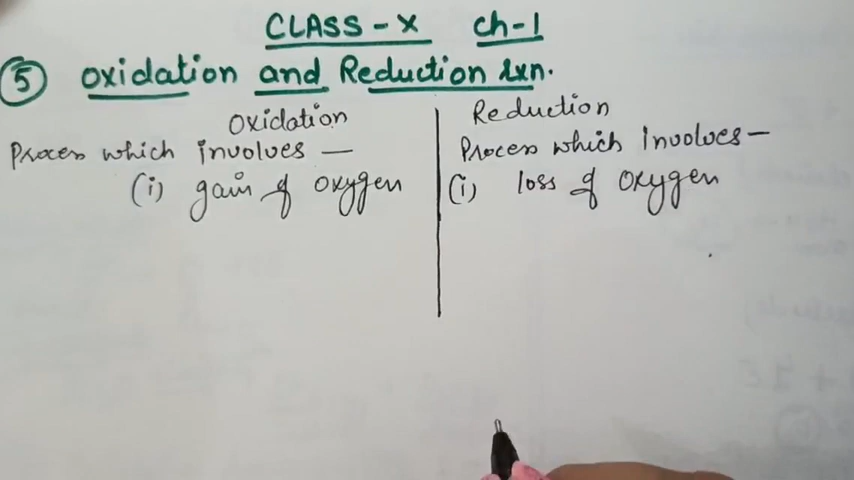 CLASS - X ch-1
5 Oxidation and Reduction rxn.
Oxidation
Process which involves —
(i) gain of oxygen
Reduction
Process which involves —
(i) loss of oxygen